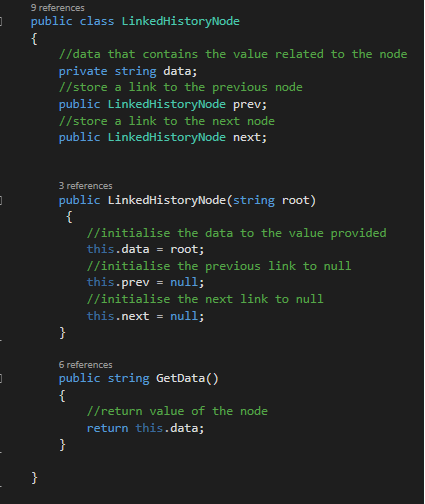 9 references
public class LinkedHistoryNode
{
//data that contains the value related to the node
private string data;
//store a link to the previous node
public LinkedHistoryNode prev;
//store a link to the next node
public LinkedHistoryNode next;
3 references
public LinkedHistoryNode(string root)
{
//initialise the data to the value provided
this.data = root;
//initialise the previous link to null
this.prev = null;
//initialise the next link to null
this.next = null;
}
6 references
public string GetData()
{
//return value of the node
return this.data;
}
}